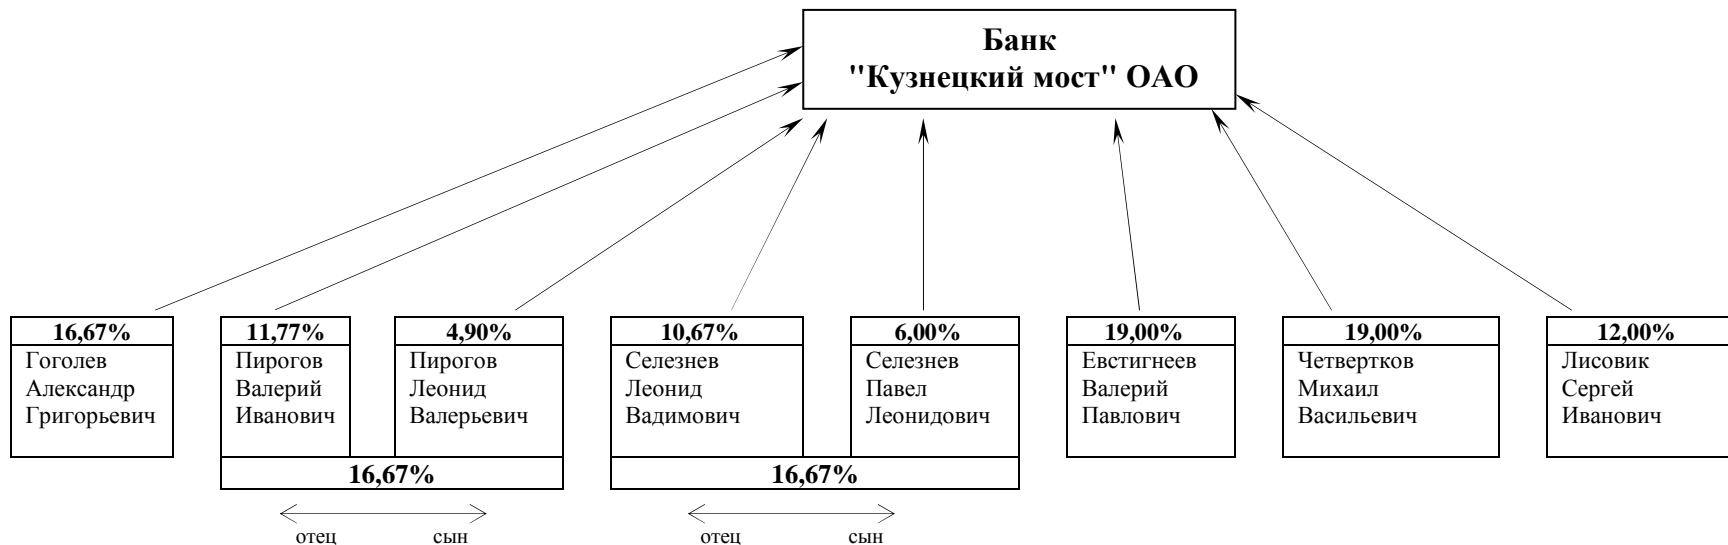 Банк
"Кузнецкий мост" ОАО
16,67%
Гоголев
Александр
Григорьевич
11,77%
Пирогов
Валерий
Иванович
4,90%
Пирогов
Леонид
Валерьевич
16,67%
отец
сын
10,67%
Селезнев
Леонид
Вадимович
6,00%
Селезнев
Павел
Леонидович
16,67%
отец
сын
19,00%
Евстигнеев
Валерий
Павлович
19,00%
Четвертков
Михаил
Васильевич
12,00%
Лисовик
Сергей
Иванович